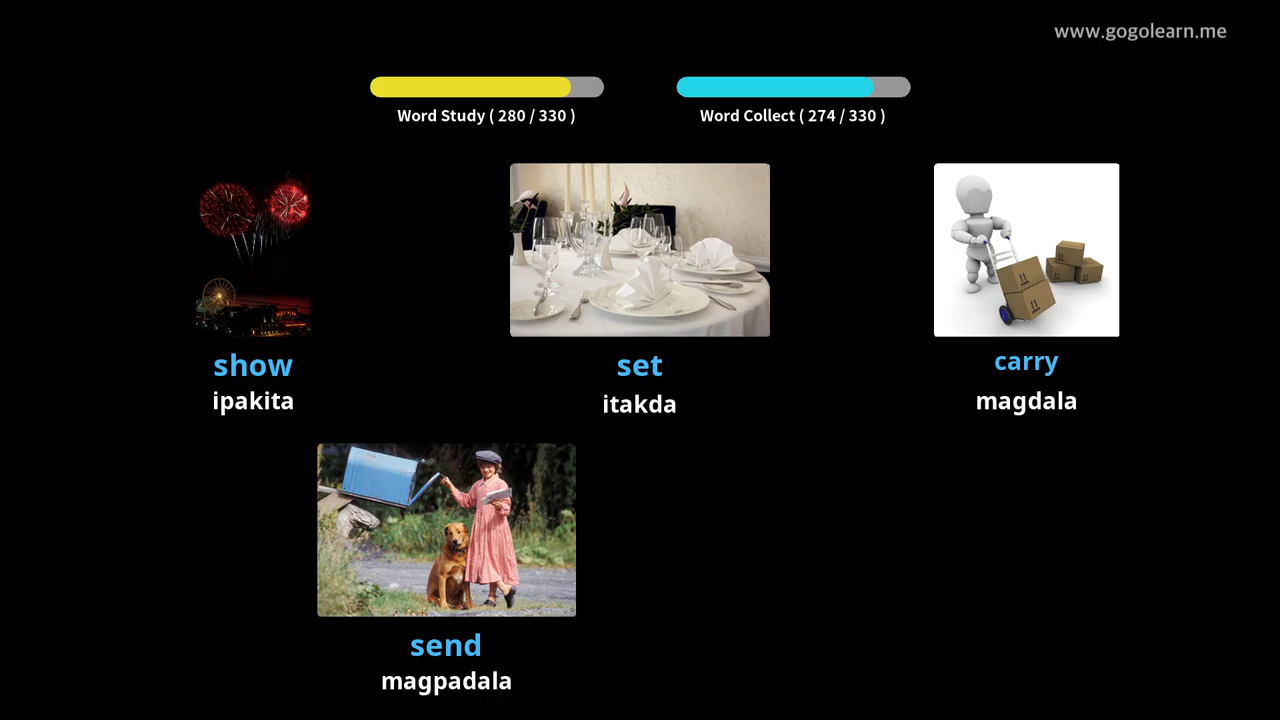 www.gogolearn.me
Word Study ( 280 / 330 )
Word Collect ( 274 / 330 )
show
ipakita
set
itakda
carry
magdala
send
magpadala